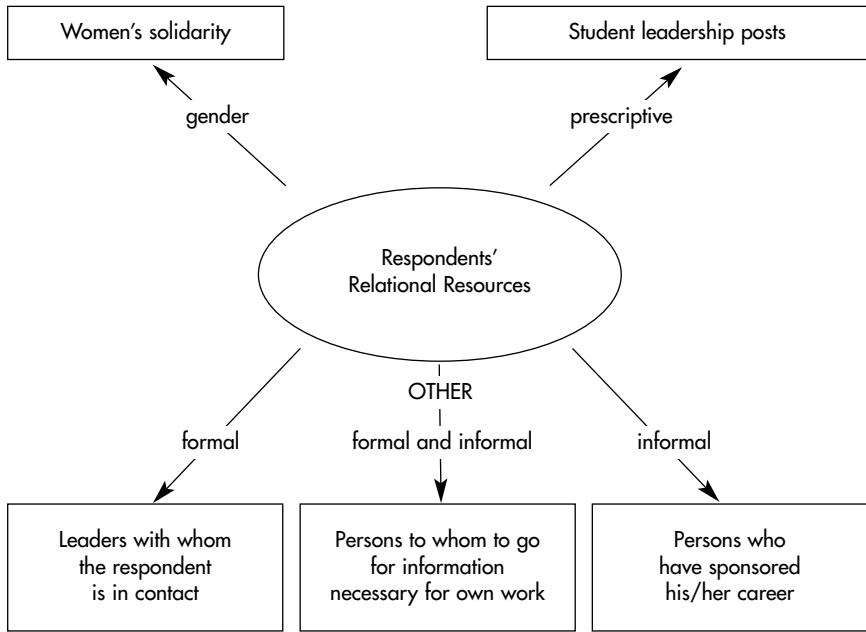 Women's solidarity
Student leadership posts
gender
prescriptive
Respondents'
Relational Resources
OTHER
formal
formal and informal
informal
Leaders with whom
the respondent
is in contact
Persons to whom to go
for information
necessary for own work
Persons who
have sponsored
his/her career